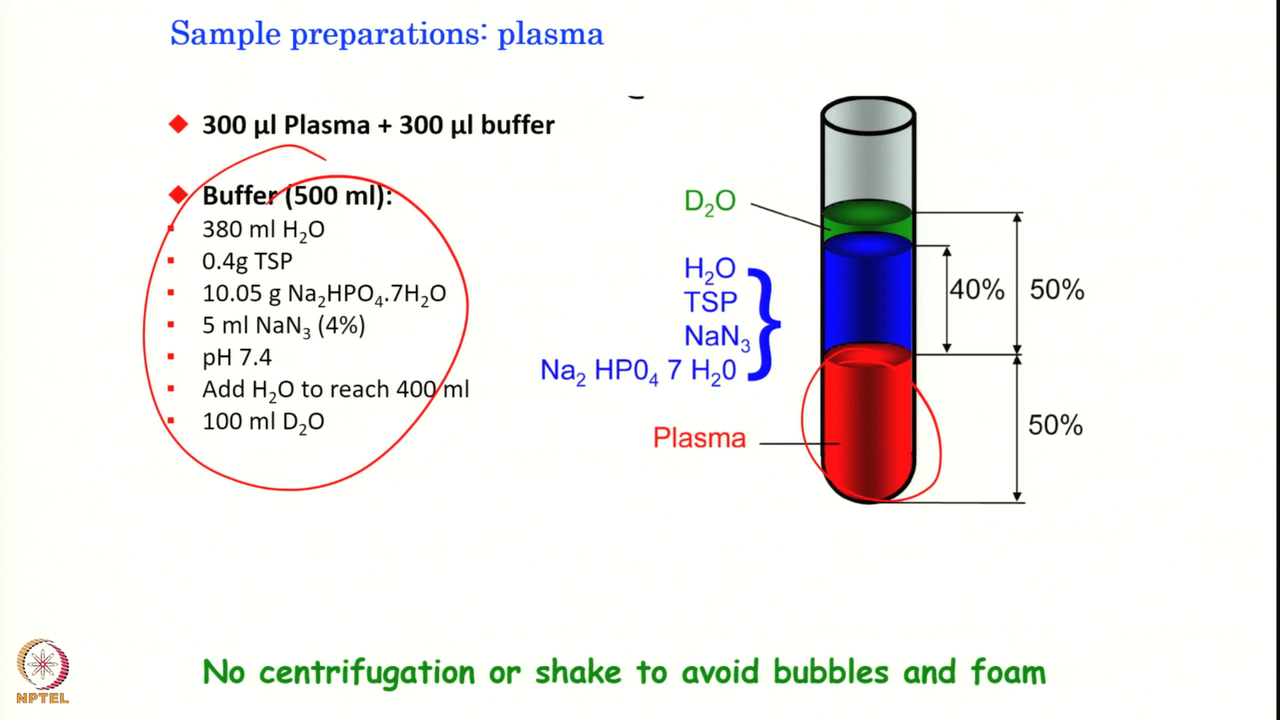 Sample preparations: plasma
300 µl Plasma + 300 µl buffer
Buffer (500 ml):
380 ml H₂O
0.4g TSP
10.05 g Na₂HPO₄.7H₂O
5 ml NaN₃ (4%)
pH 7.4
Add H₂O to reach 400 ml
100 ml D₂O
D₂O
H₂O
TSP
NaN₃
Na₂ HP0₄ 7 H₂0
Plasma
40%
50%
50%
No centrifugation or shake to avoid bubbles and foam
NPTEL